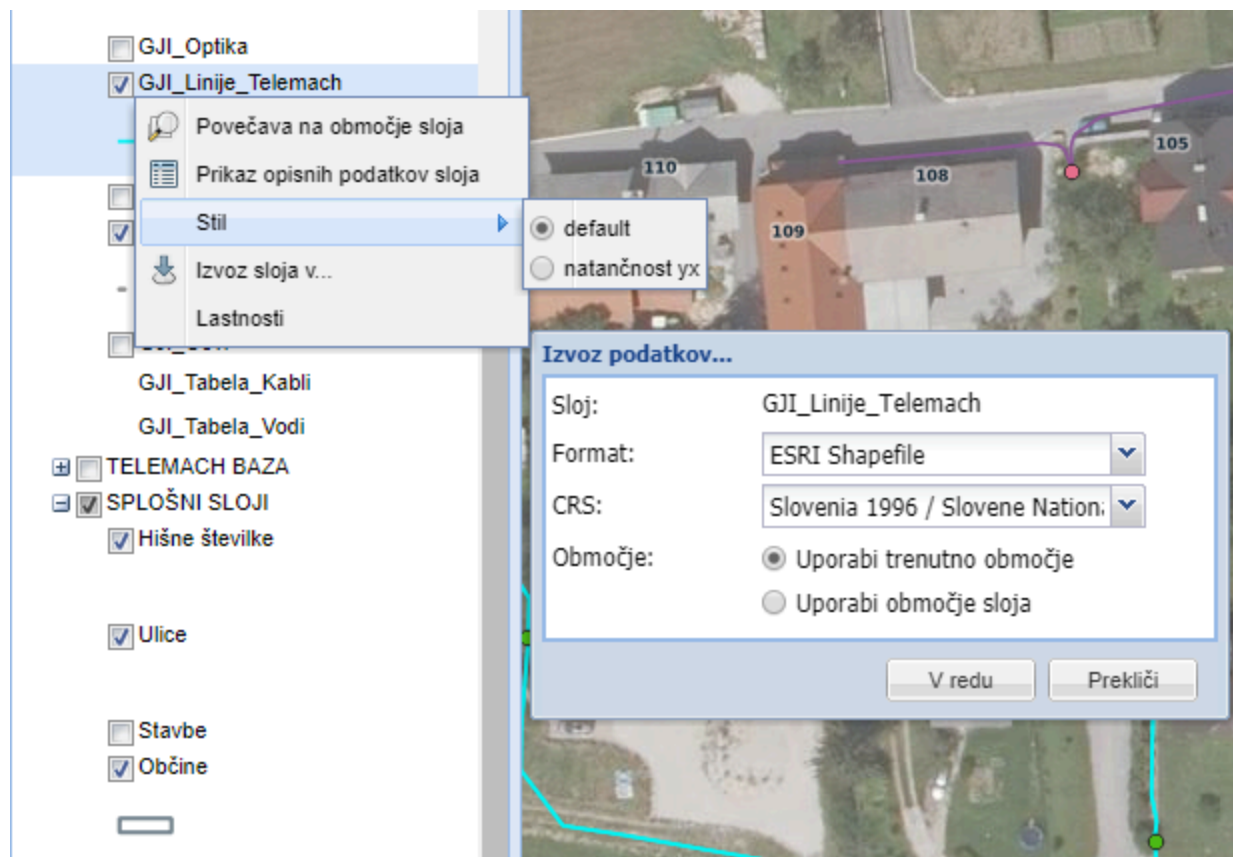 GJI_Optika
GJI_Linije_Telemach
Povečava na območje sloja
Prikaz opisnih podatkov sloja
Stil
default
natančnost yx
Izvoz sloja v...
Lastnosti
GJI_Tabela_Kabli
GJI_Tabela_Vodi
TELEMACH BAZA
SPLOŠNI SLOJI
Hišne številke
Ulice
Stavbe
Občine
110
108
105
109
Izvoz podatkov...
Sloj: GJI_Linije_Telemach
Format: ESRI Shapefile
CRS: Slovenia 1996 / Slovene
Območje: Uporabi trenutno območje
Uporabi območje sloja
V redu Prekliči